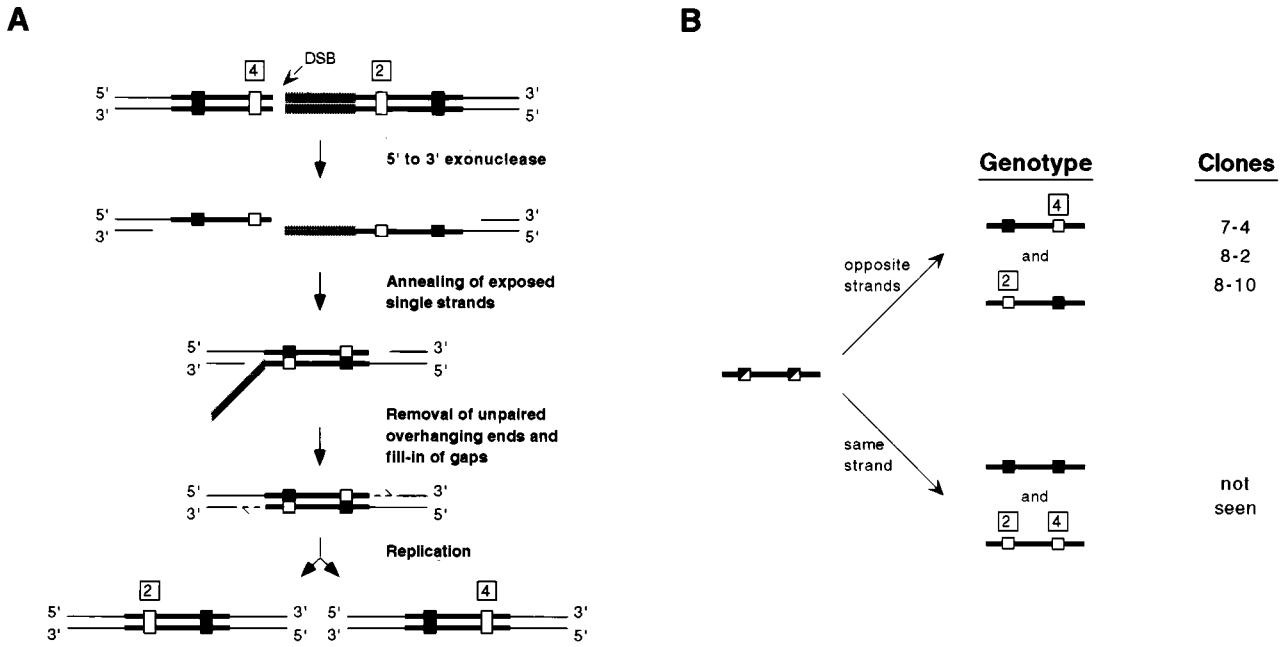 A
B
4
DSB
2
5'
3'
3'
5'
5' to 3' exonuclease
5'
3'
3'
5'
Annealing of exposed
single strands
5'
3'
3'
5'
Removal of unpaired
overhanging ends and
fill-in of gaps
5'
3'
3'
5'
Replication
2
4
5'
3'
3'
5'
5'
3'
3'
5'
Genotype
Clones
4
and
2
7-4
8-2
8-10
opposite
strands
same
strand
and
2
4
not
seen